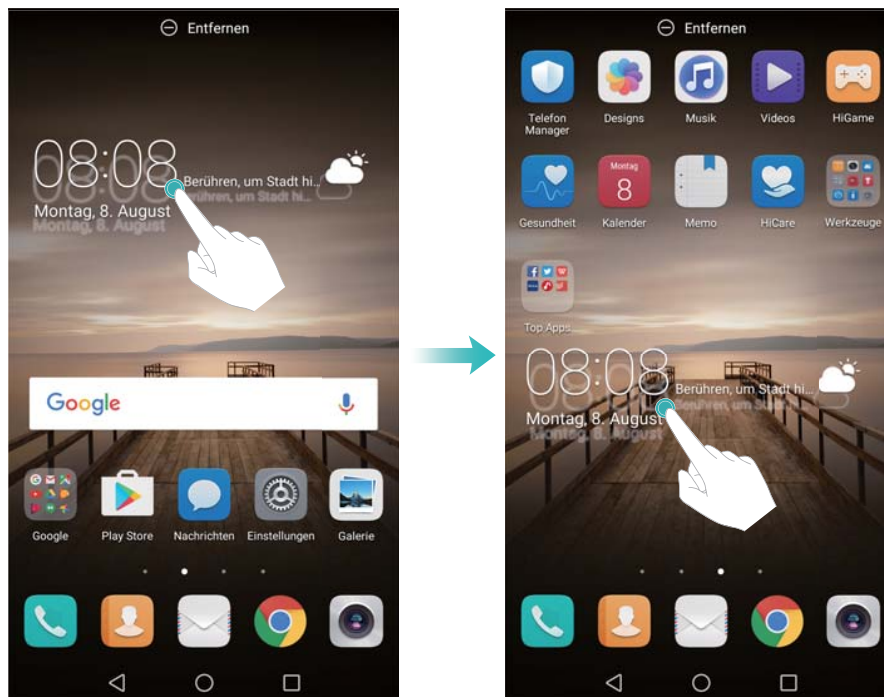 Entfernen
08:08
Berühren, um Stadt hi...
Montag, 8. August
Google
Google
Play Store
Nachrichten
Einstellungen
Galerie
Entfernen
Telefon
Manager
Designs
Musik
Videos
HiGame
Montag
8
Gesundheit
Kalender
Memo
HiCare
Werkzeuge
Top Apps
08:08
Berühren, um Stadt hi...
Montag, 8. August